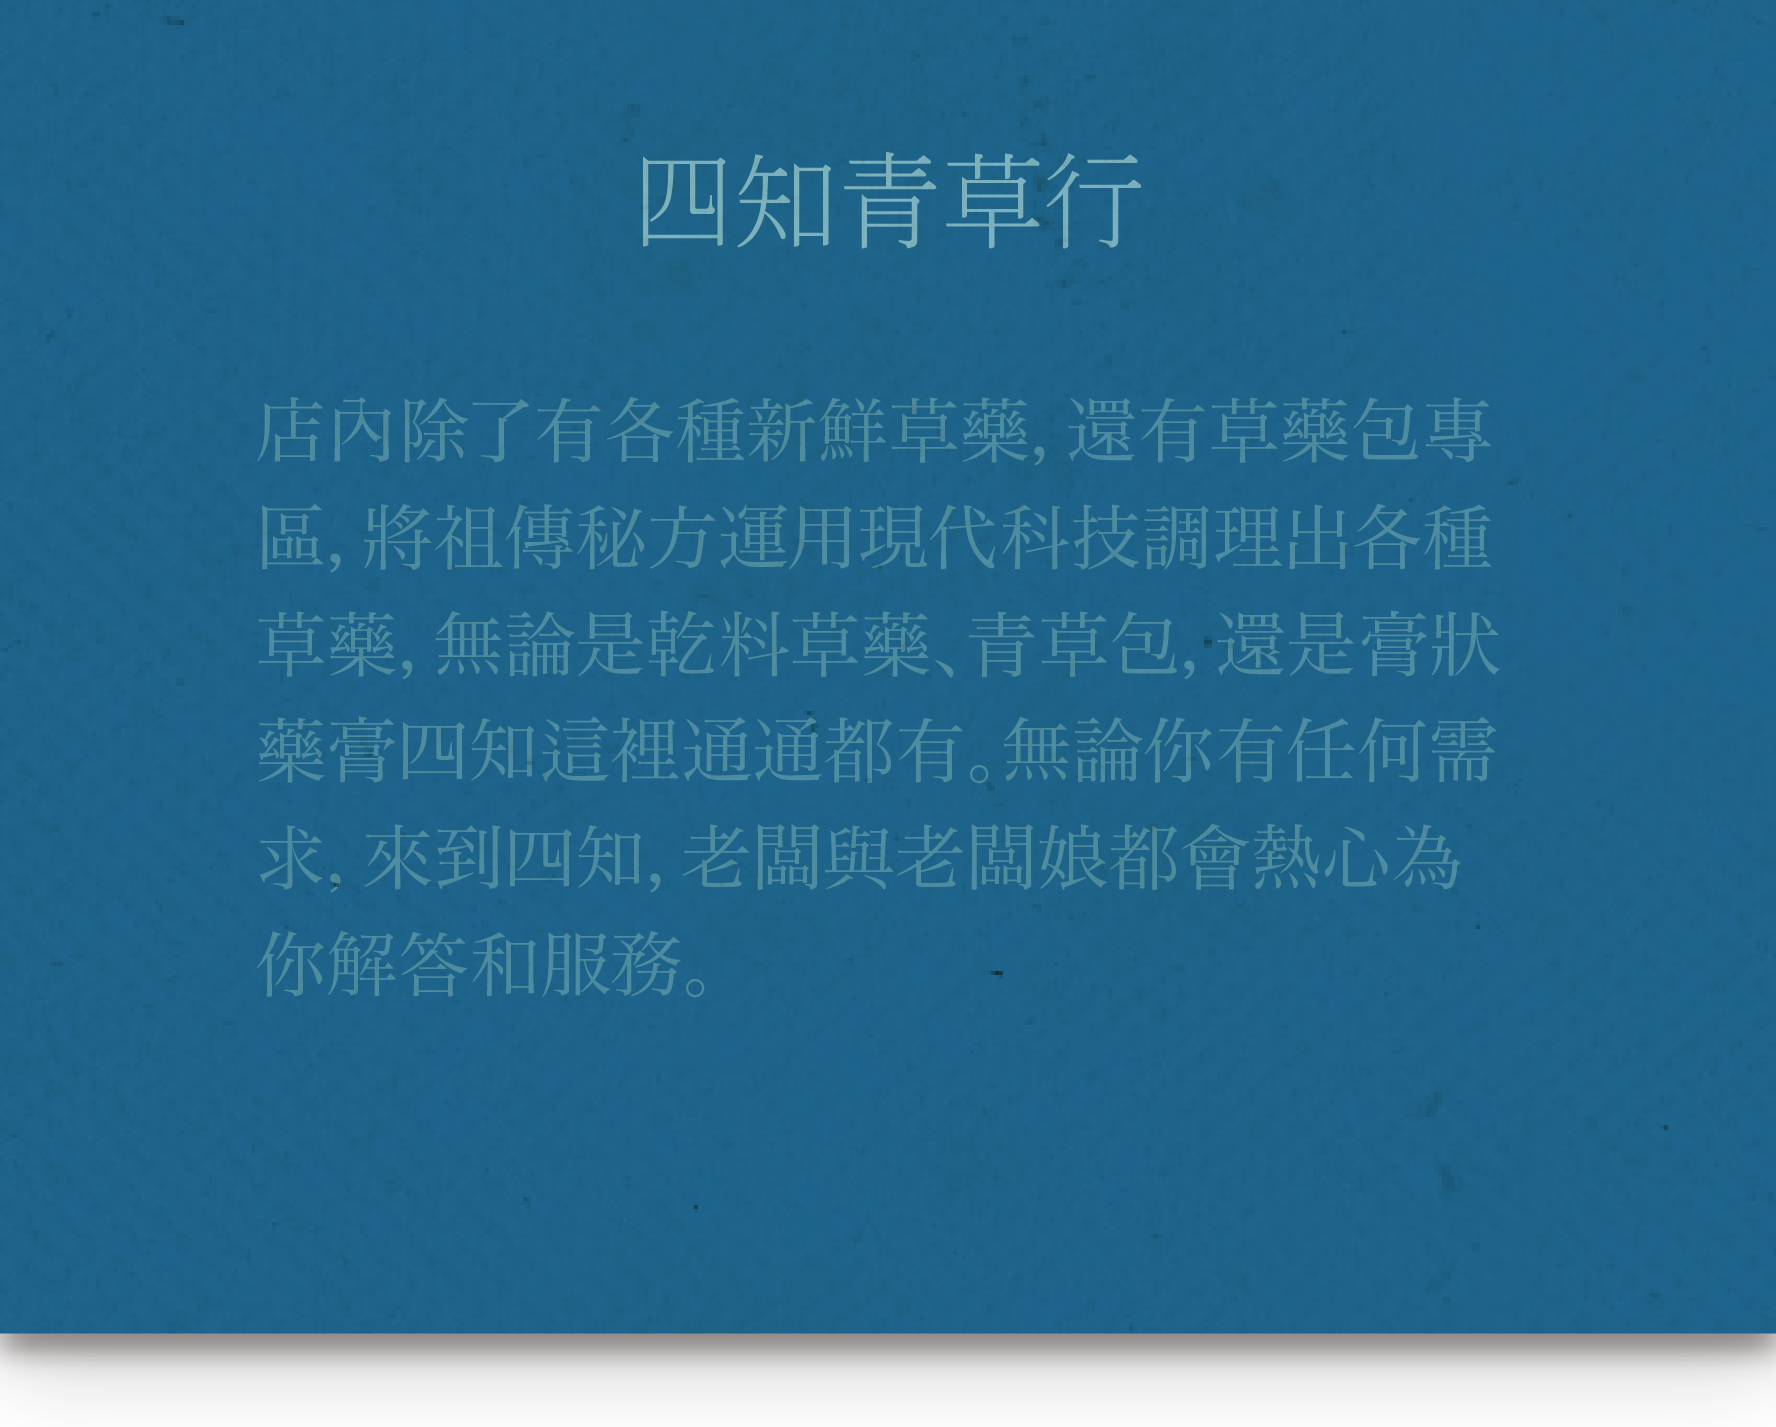 四知青草行
店內除了有各種新鮮草藥，還有草藥包專
區，將祖傳秘方運用現代科技調理出各種
草藥，無論是乾料草藥、青草包，還是膏狀
藥膏四知這裡通通都有。無論你有任何需
求，來到四知，老闆與老闆娘都會熱心為
你解答和服務。